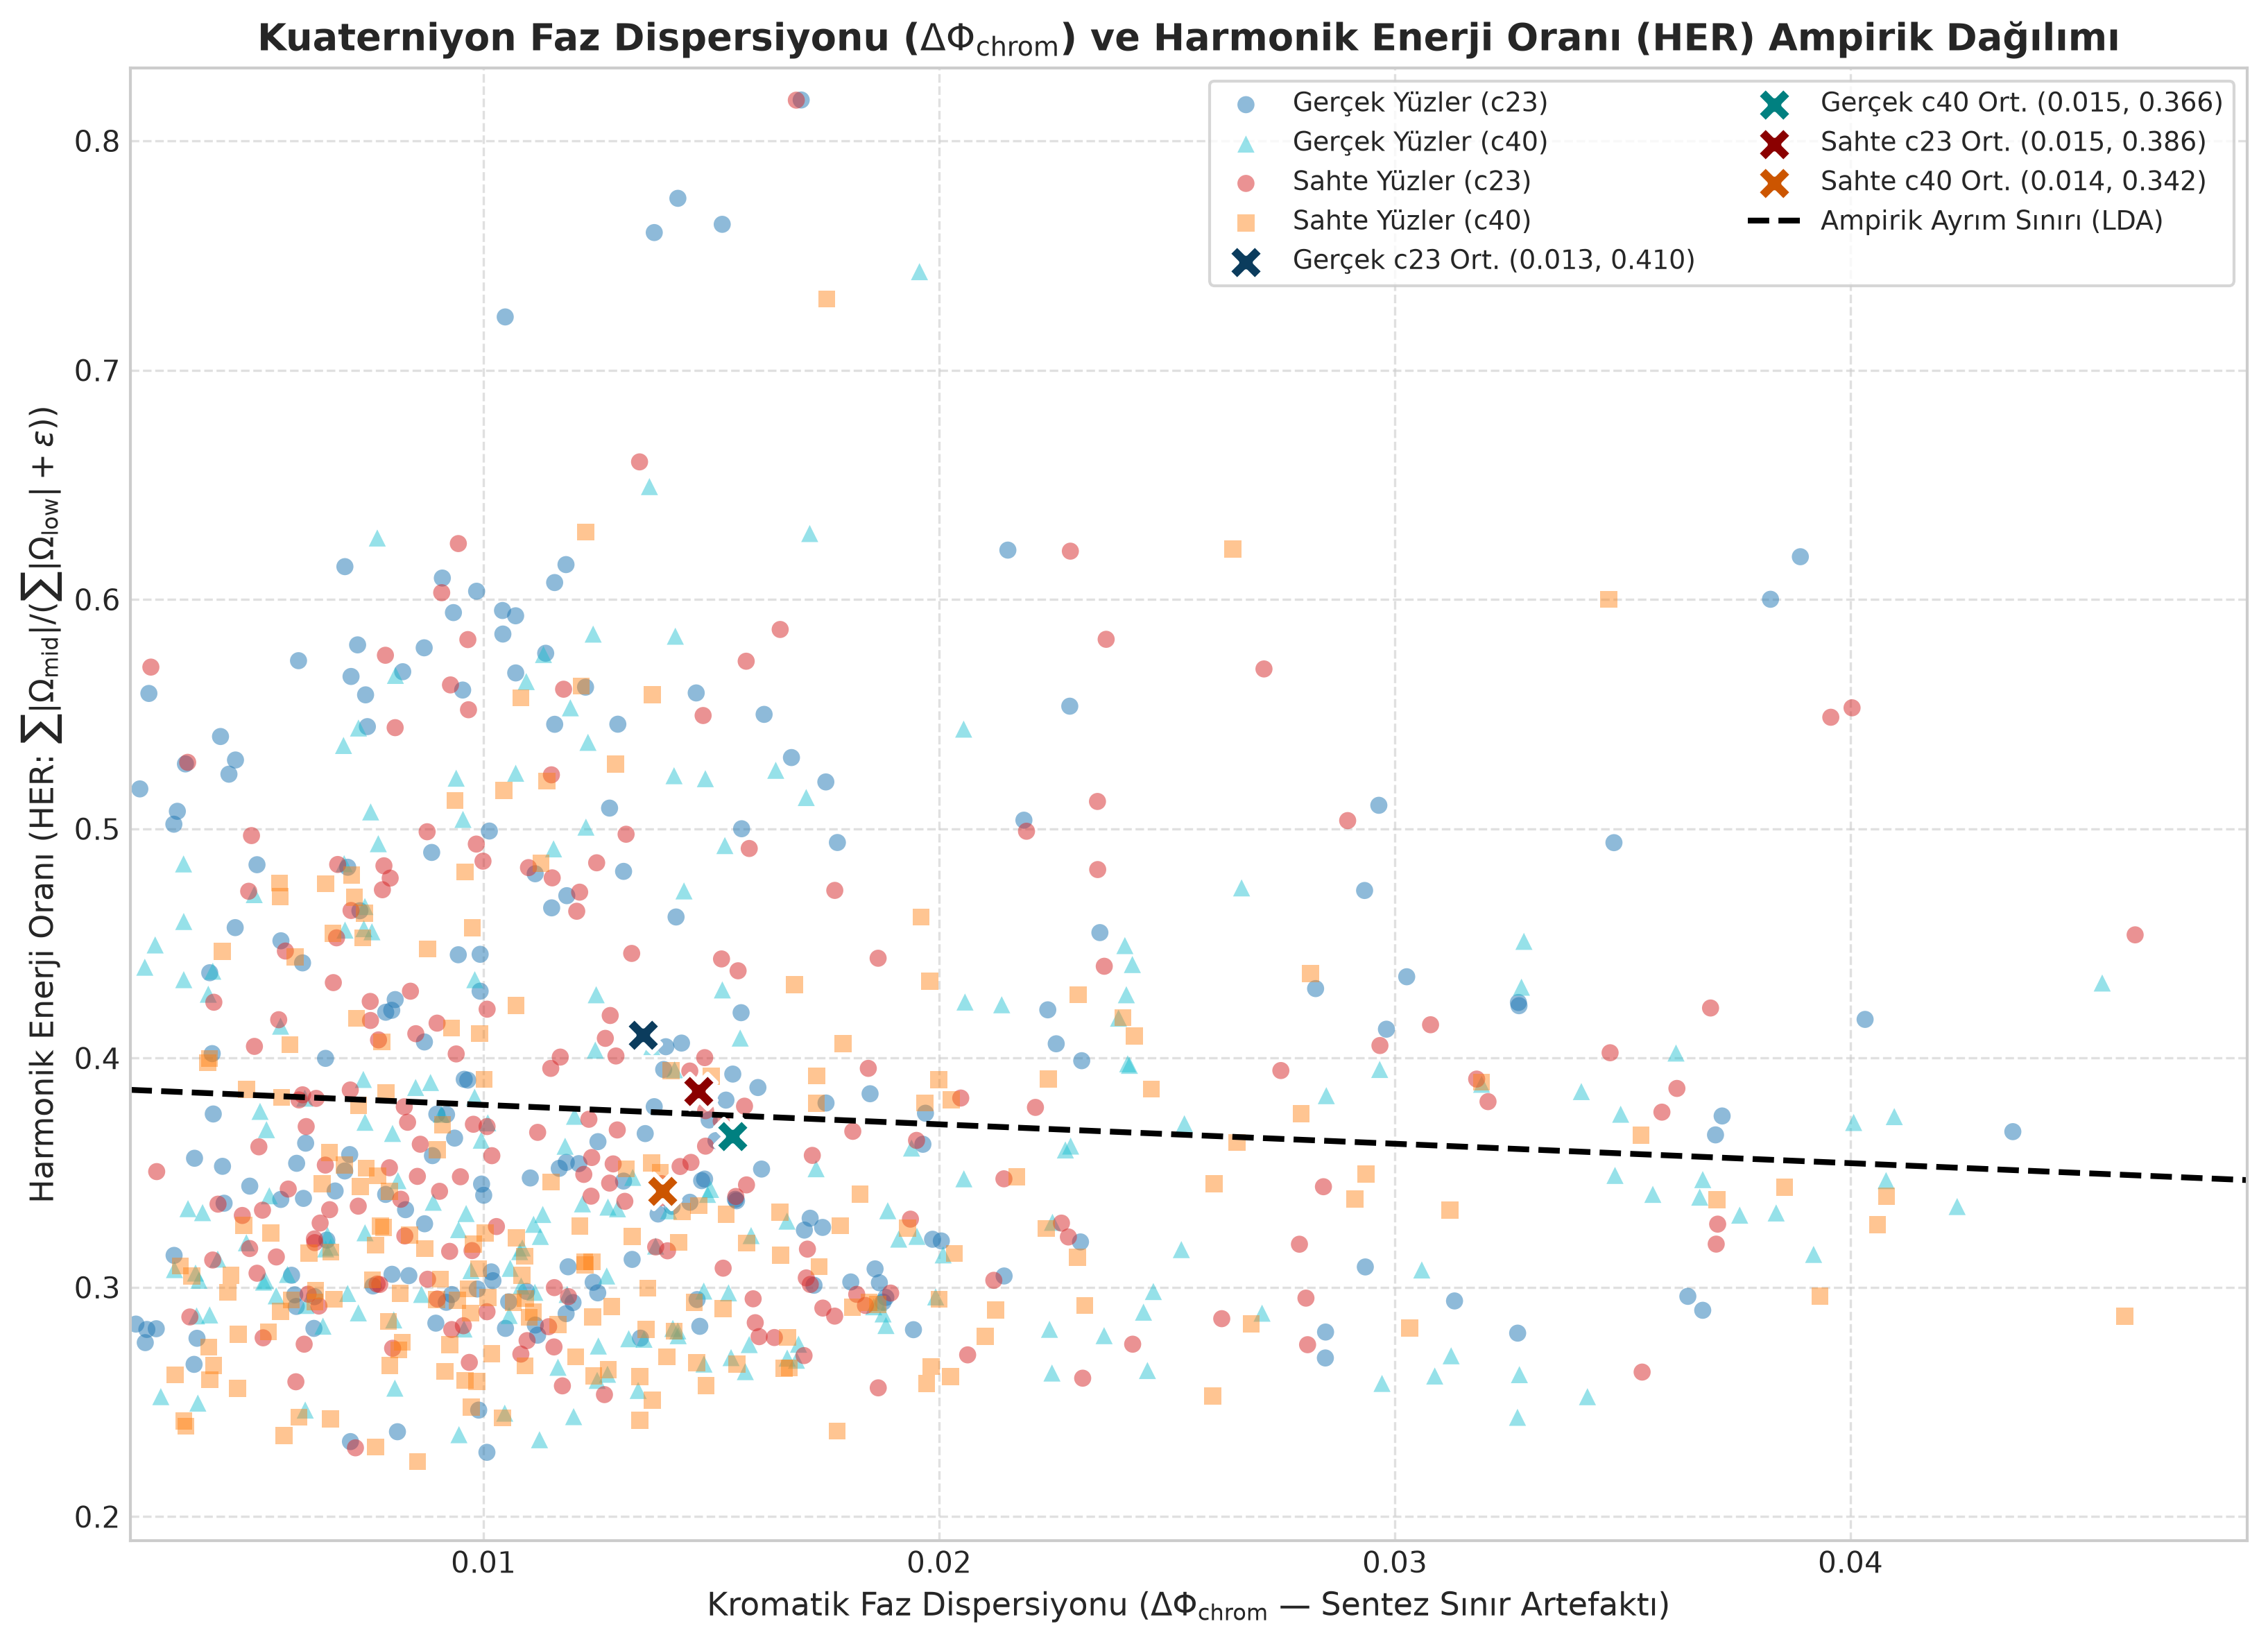 Kuaterniyon Faz Dispersiyonu (ΔΦchrom) ve Harmonik Enerji Oranı (HER) Ampirik Dağılımı
Gerçek Yüzler (c23)
Gerçek Yüzler (c40)
Sahte Yüzler (c23)
Sahte Yüzler (c40)
Gerçek c23 Ort. (0.013, 0.410)
Gerçek c40 Ort. (0.015, 0.366)
Sahte c23 Ort. (0.015, 0.386)
Sahte c40 Ort. (0.014, 0.342)
Ampirik Ayrım Sınırı (LDA)
Harmonik Enerji Oranı (HER: ∑|Ωmid|/(∑|Ωlow| + ε))
0.8
0.7
0.6
0.5
0.4
0.3
0.2
0.01
0.02
0.03
0.04
Kromatik Faz Dispersiyonu (ΔΦchrom — Sentez Sınır Artefaktı)